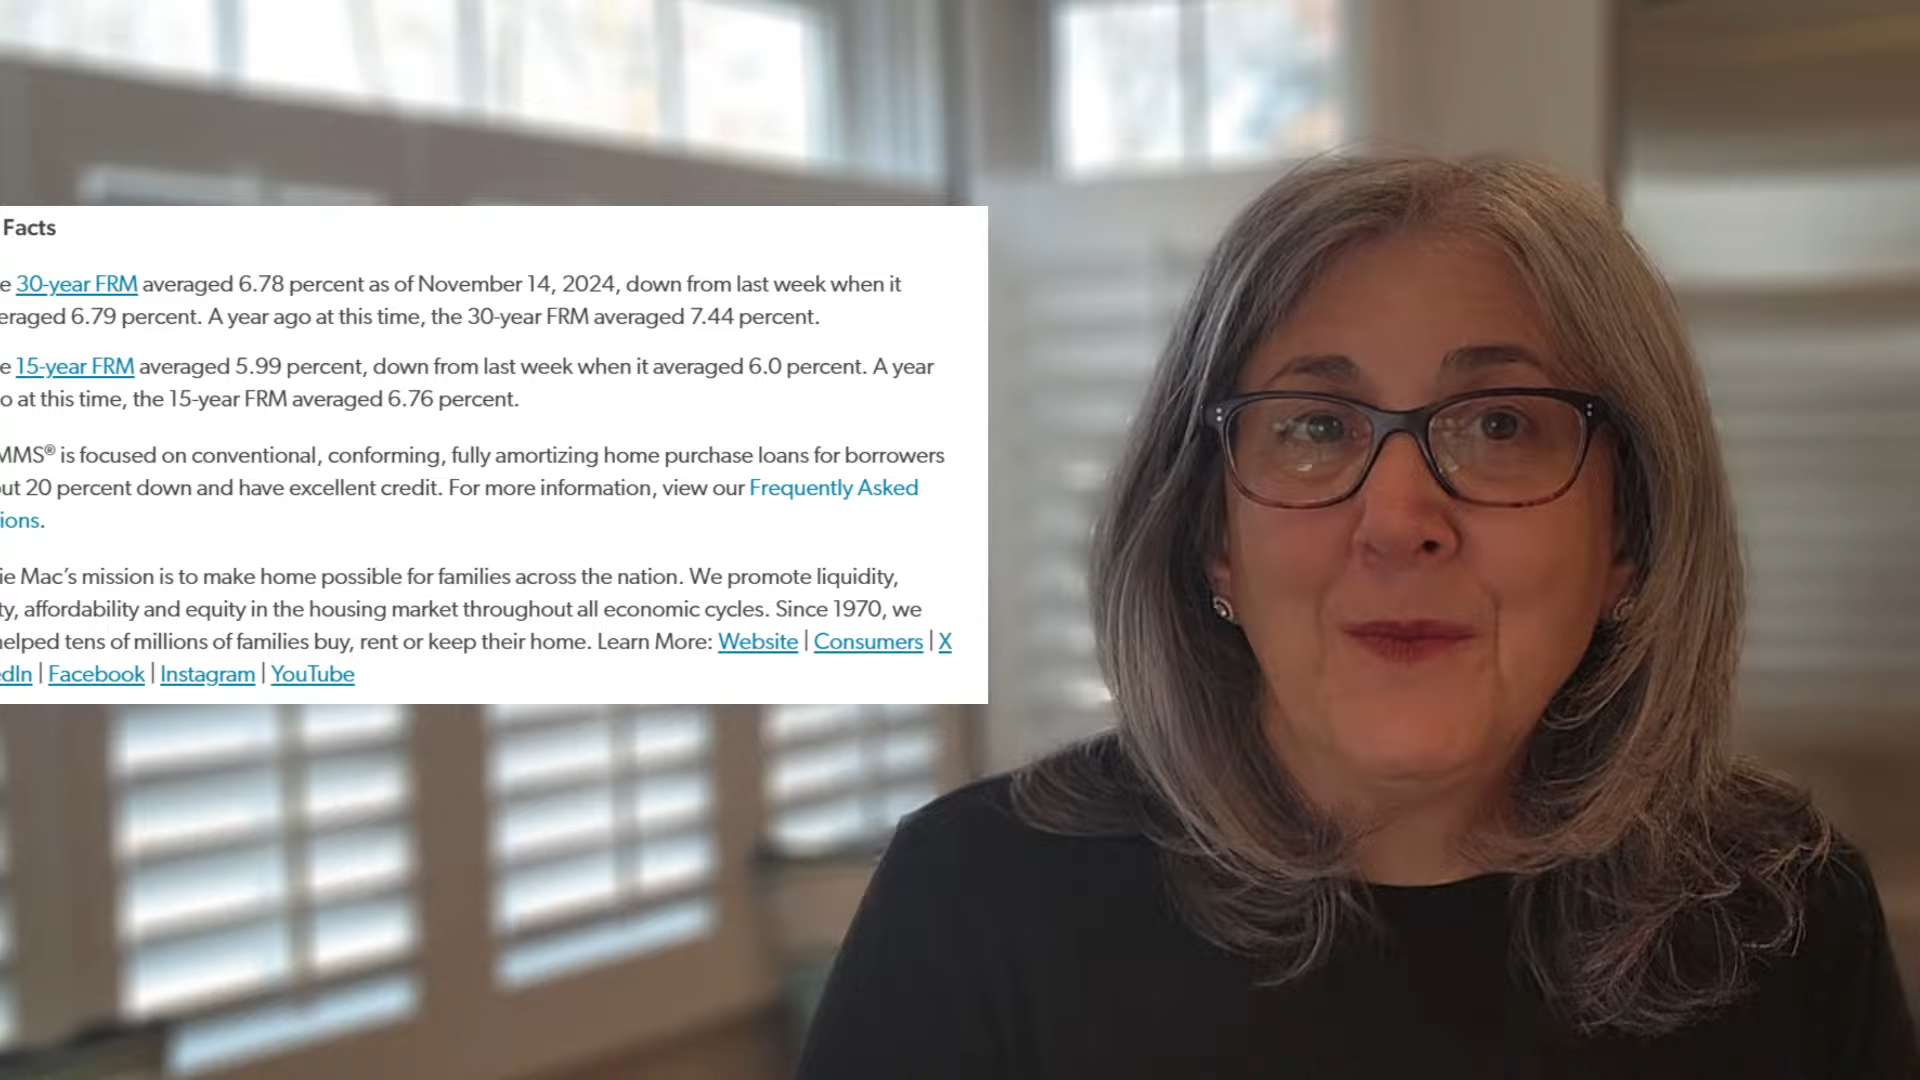 Facts
e 30-year FRM averaged 6.78 percent as of November 14, 2024, down from last week when it
eraged 6.79 percent. A year ago at this time, the 30-year FRM averaged 7.44 percent.
e 15-year FRM averaged 5.99 percent, down from last week when it averaged 6.0 percent. A year
o at this time, the 15-year FRM averaged 6.76 percent.
MMS® is focused on conventional, conforming, fully amortizing home purchase loans for borrowers
ut 20 percent down and have excellent credit. For more information, view our Frequently Asked
ions.
ie Mac’s mission is to make home possible for families across the nation. We promote liquidity,
ty, affordability and equity in the housing market throughout all economic cycles. Since 1970, we
helped tens of millions of families buy, rent or keep their home. Learn More: Website | Consumers | X
edIn | Facebook | Instagram | YouTube